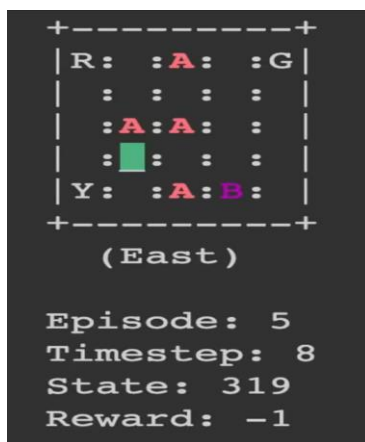 +---------+
|R: :A: :G|
| : : : : |
| :A:A: : |
| : : : : |
|Y: :A:B: |
+---------+
(East)
Episode: 5
Timestep: 8
State: 319
Reward: -1